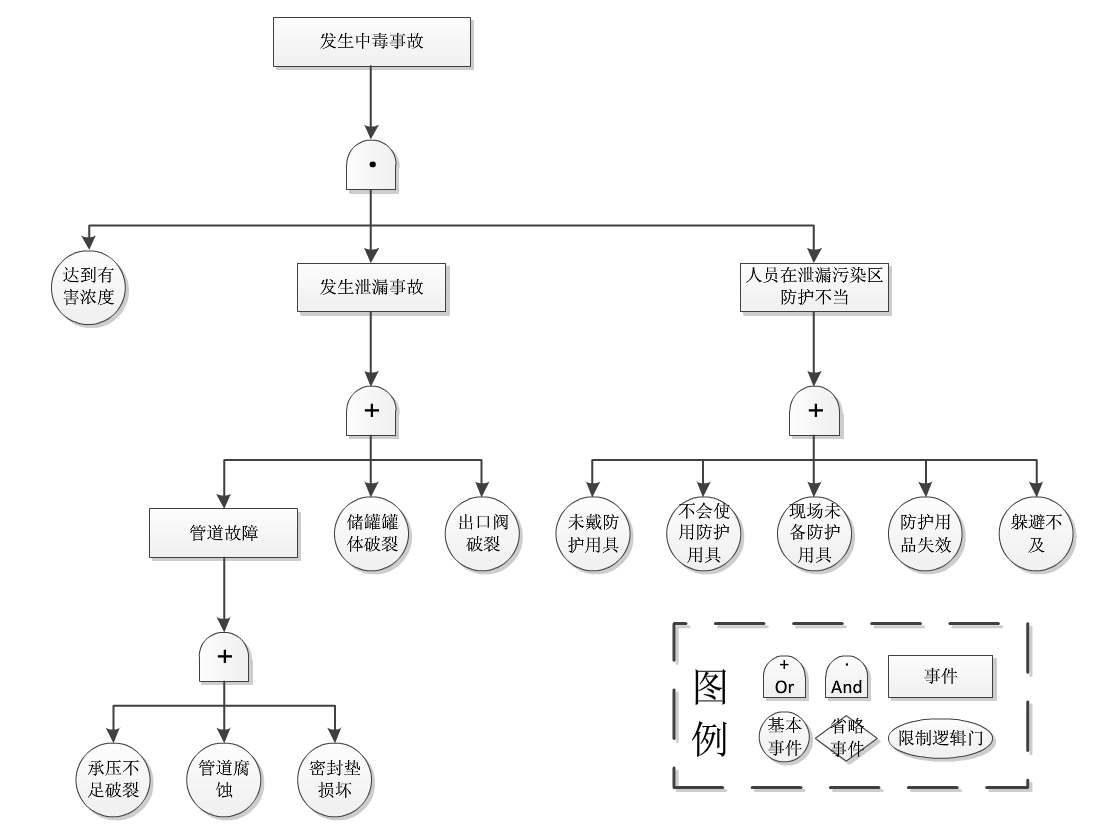 发生中毒事故
·
达到有
害浓度
发生泄漏事故
人员在泄漏污染区
防护不当
+
+
管道故障
储罐罐
体破裂
出口阀
破裂
未戴防
护用具
不会使
用防护
用具
现场未
备防护
用具
防护用
品失效
躲避不
及
+
承压不
足破裂
管道腐
蚀
密封垫
损坏
图
例
+
Or
·
And
事件
基本
事件
省略
事件
限制逻辑门